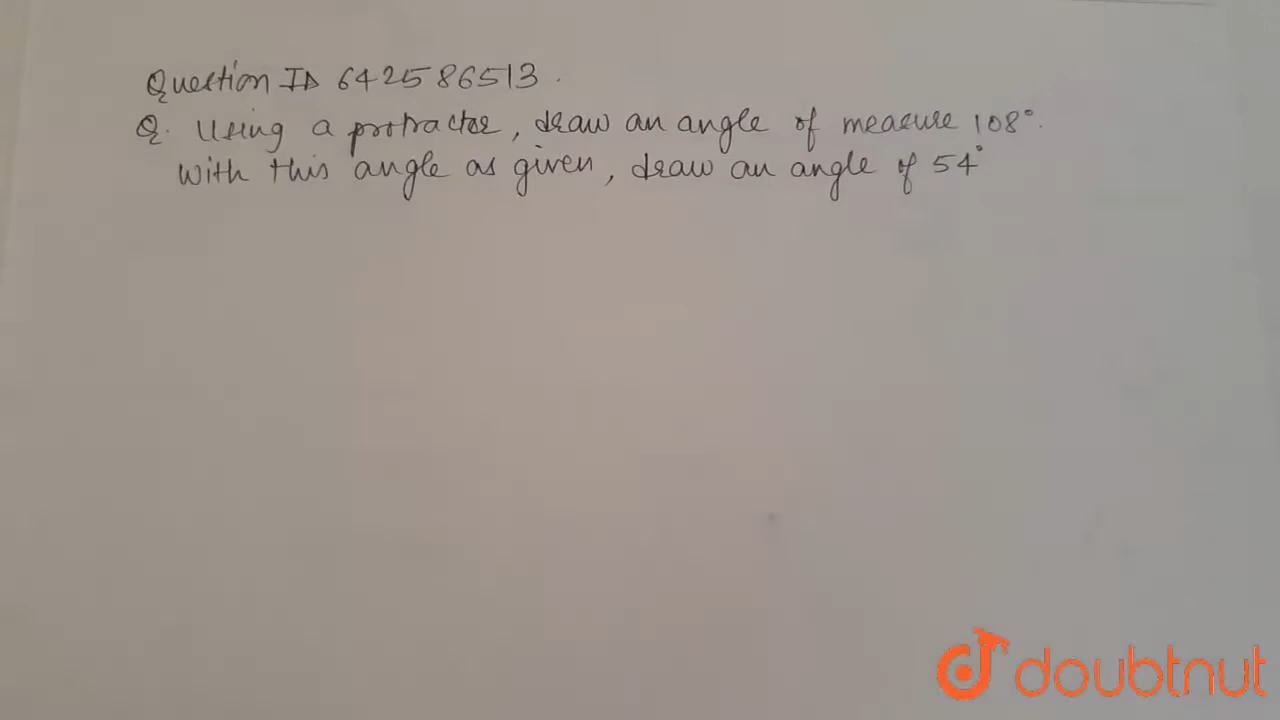 Question ID 642586513.
Q. Using a protractor, draw an angle of measure 108°.
With this angle as given, draw an angle of 54°
doubtnut